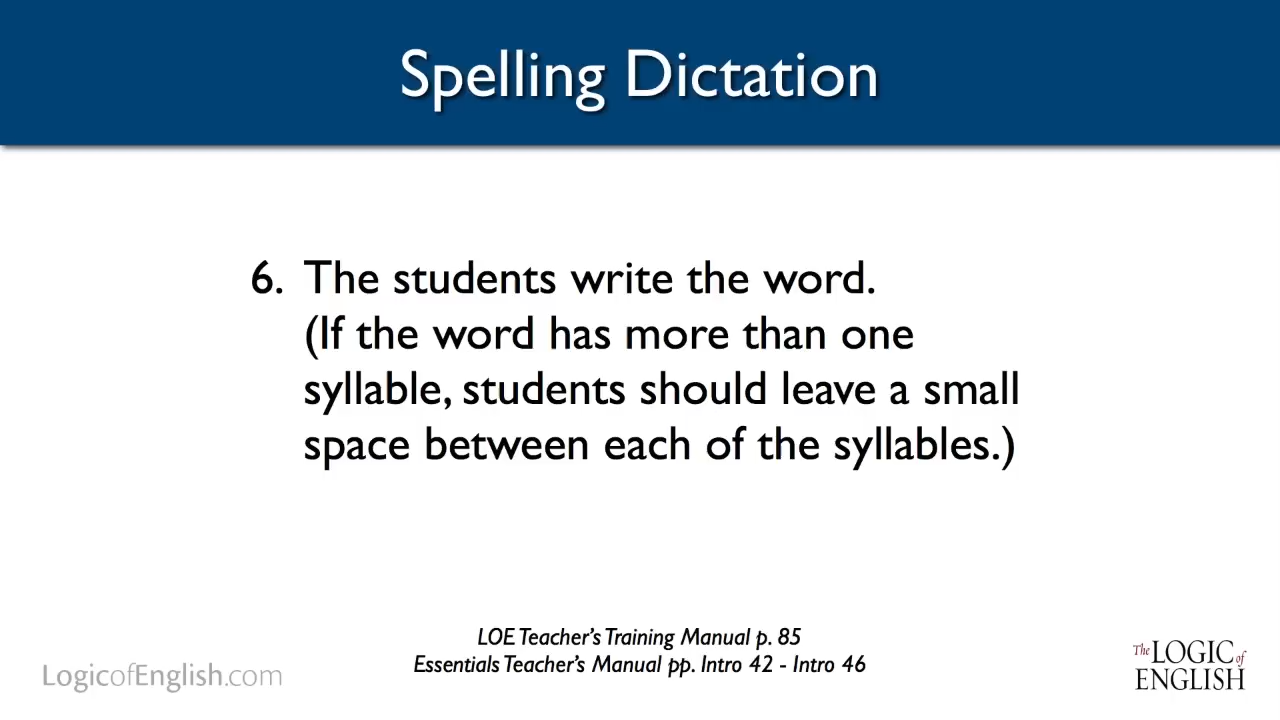 Spelling Dictation
6. The students write the word.
(If the word has more than one
syllable, students should leave a small
space between each of the syllables.)
LOE Teacher's Training Manual p. 85
Essentials Teacher's Manual pp. Intro 42 - Intro 46
LogicofEnglish.com
The LOGIC of
ENGLISH